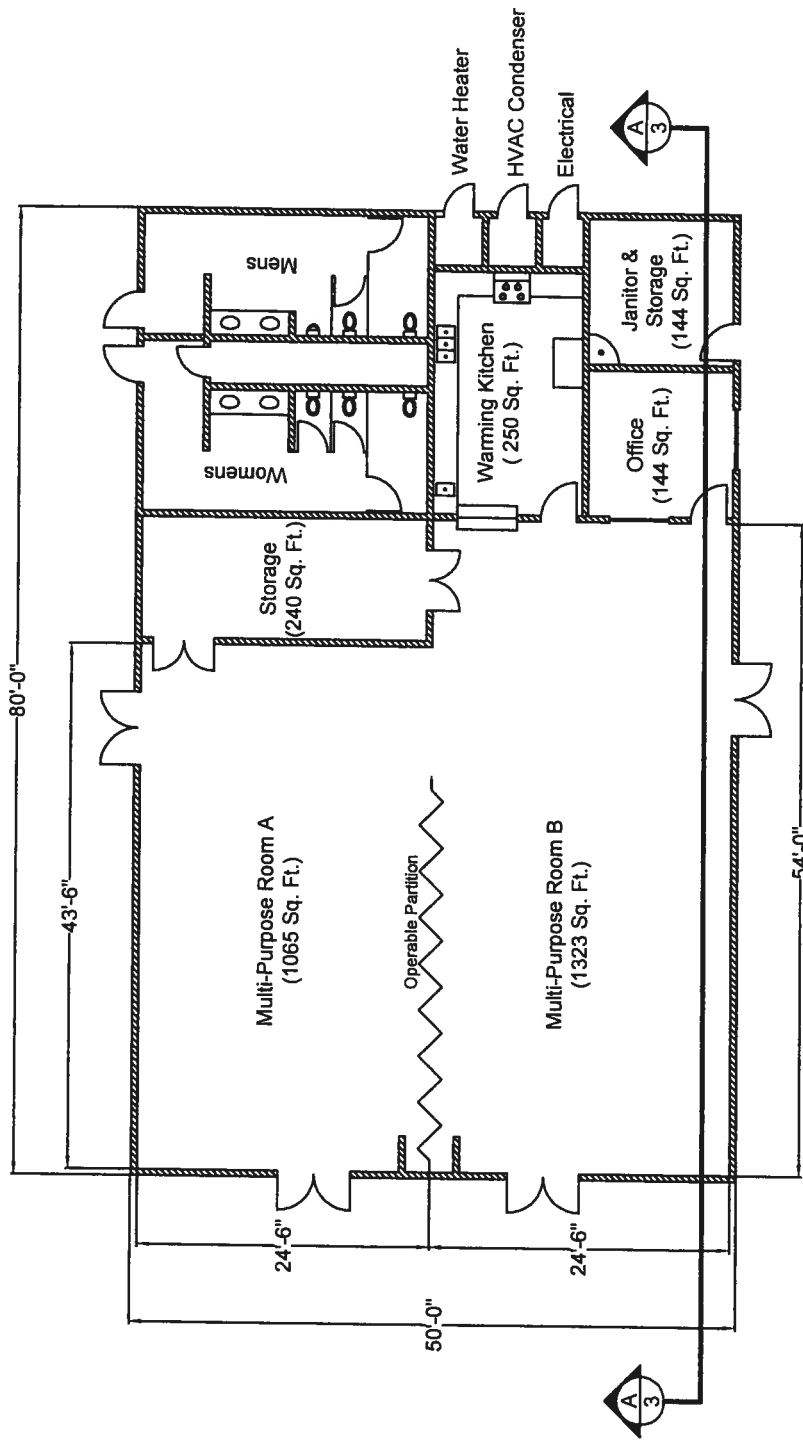 80'-0"
43'-6"
Mens
Womens
Storage
(240 Sq. Ft.)
Water Heater
HVAC Condenser
Electrical
Multi-Purpose Room A
(1065 Sq. Ft.)
Operable Partition
Warming Kitchen
( 250 Sq. Ft.)
Multi-Purpose Room B
(1323 Sq. Ft.)
Office
(144 Sq. Ft.)
Janitor &
Storage
(144 Sq. Ft.)
24'-6"
24'-6"
50'-0"
54'-0"
A
3
A
3